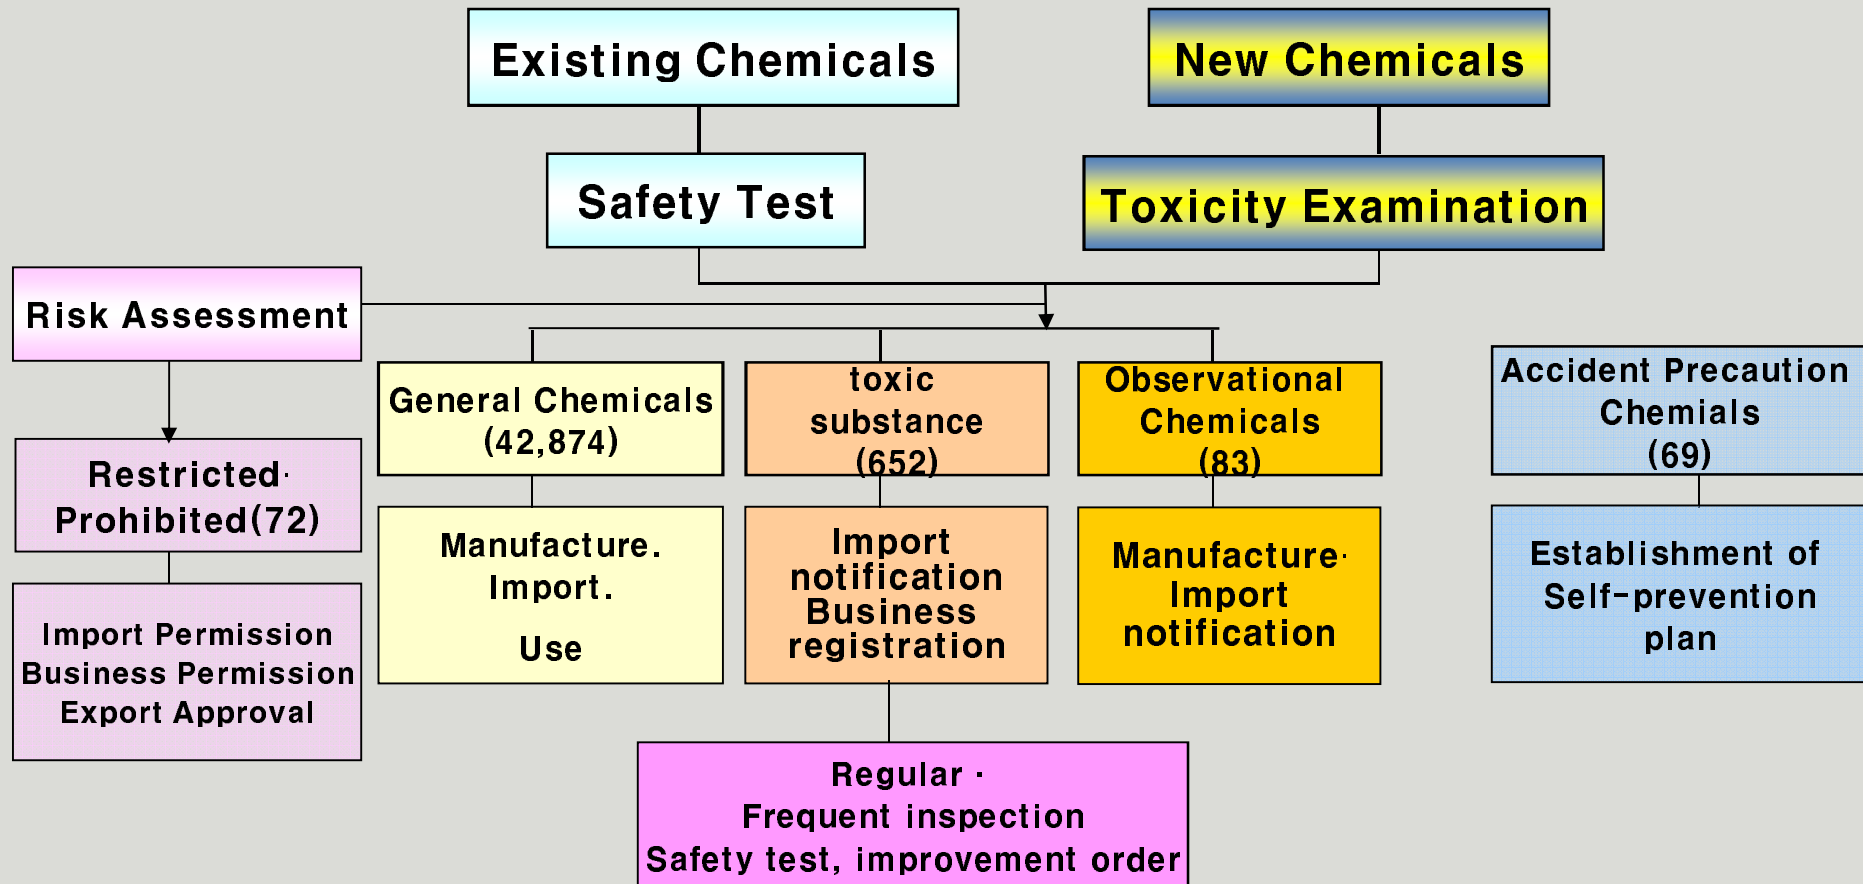 Existing Chemicals
New Chemicals
Safety Test
Toxicity Examination
Risk Assessment
General Chemicals
(42,874)
toxic
substance
(652)
Observational
Chemicals
(83)
Accident Precaution
Chemials
(69)
Restricted·
Prohibited(72)
Manufacture.
Import.
Use
Import
notification
Business
registration
Manufacture·
Import
notification
Establishment of
Self-prevention
plan
Import Permission
Business Permission
Export Approval
Regular ·
Frequent inspection
Safety test, improvement order